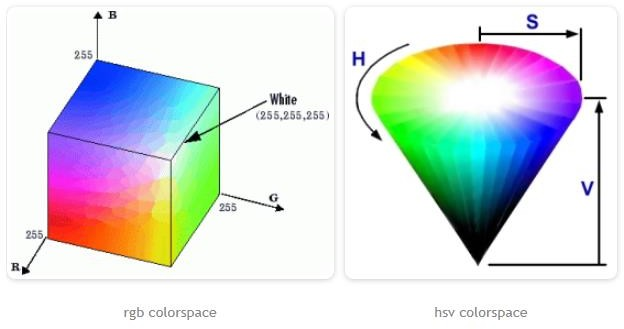 B
255
White
(255,255,255)
G
255
255
R
rgb colorspace
S
H
V
hsv colorspace